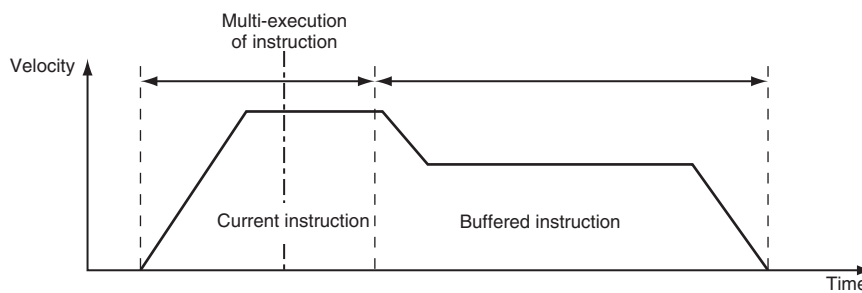 Multi-execution
of instruction
Velocity
Current instruction
Buffered instruction
Time